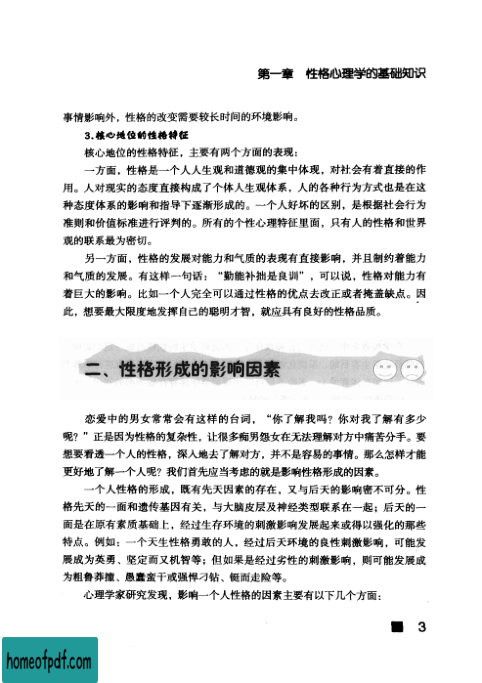 第一章 性格心理学的基础知识
事情影响外，性格的改变需要较长时间的环境影响。
3.核心地位的性格特征
核心地位的性格特征，主要有两个方面的表现：
一方面，性格是一个人人生观和道德观的集中体现，对社会有着直接的作
用。人对现实的态度直接构成了个体人生观体系，人的各种行为方式也是在这
种态度体系的影响和指导下逐渐形成的。一个人好坏的区别，是根据社会行为
准则和价值标准进行评判的。所有的个性心理特征里面，只有人的性格和世界
观的联系最为密切。
另一方面，性格的发展对能力和气质的表现有直接影响，并且制约着能力
和气质的发展。有这样一句话：“勤能补拙是良训”，可以说，性格对能力有
着巨大的影响。比如一个人完全可以通过性格的优点去改正或者掩盖缺点。因
此，想要最大限度地发挥自己的聪明才智，就应具有良好的性格品质。
二、性格形成的影响因素
恋爱中的男女常常会有这样的台词，“你了解我吗？你对我了解有多少
呢？”正是因为性格的复杂性，让很多痴男怨女在无法理解对方中痛苦分手。要
想要看透一个人的性格，深入地去了解对方，并不是容易的事情。那么怎样才能
更好地了解一个人呢？我们首先应当考虑的就是影响性格形成的因素。
一个人性格的形成，既有先天因素的存在，又与后天的影响密不可分。性
格先天的一面和遗传基因有关，与大脑皮层及神经类型联系在一起；后天的一
面是在原有素质基础上，经过生存环境的刺激影响发展起来或得以强化的那些
特点。例如：一个天生性格勇敢的人，经过后天环境的良性刺激影响，可能发
展成为英勇、坚定而又机智等；但如果是经过劣性的刺激影响，则可能发展成
为粗鲁莽撞、愚蠢蛮干或强悍刁钻、铤而走险等。
心理学家研究发现，影响一个人性格的因素主要有以下几个方面：
3
homeofpdf.com